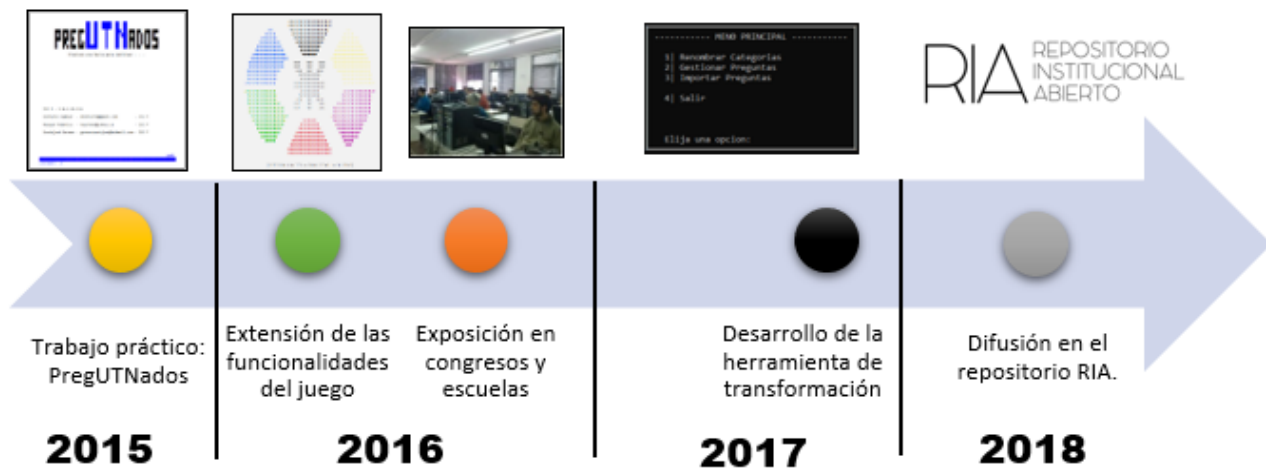 PREGUTNADOS
---------- MENU PRINCIPAL ----------
1| Renombrar Categorias
2| Gestionar Preguntas
3| Importar Preguntas
4| Salir
Elija una opcion:
RIA
REPOSITORIO
INSTITUCIONAL
ABIERTO
Trabajo práctico:
PregUTNados
Extensión de las
funcionalidades
del juego
Exposición en
congresos y
escuelas
Desarrollo de la
herramienta de
transformación
Difusión en el
repositorio RIA.
2015
2016
2017
2018